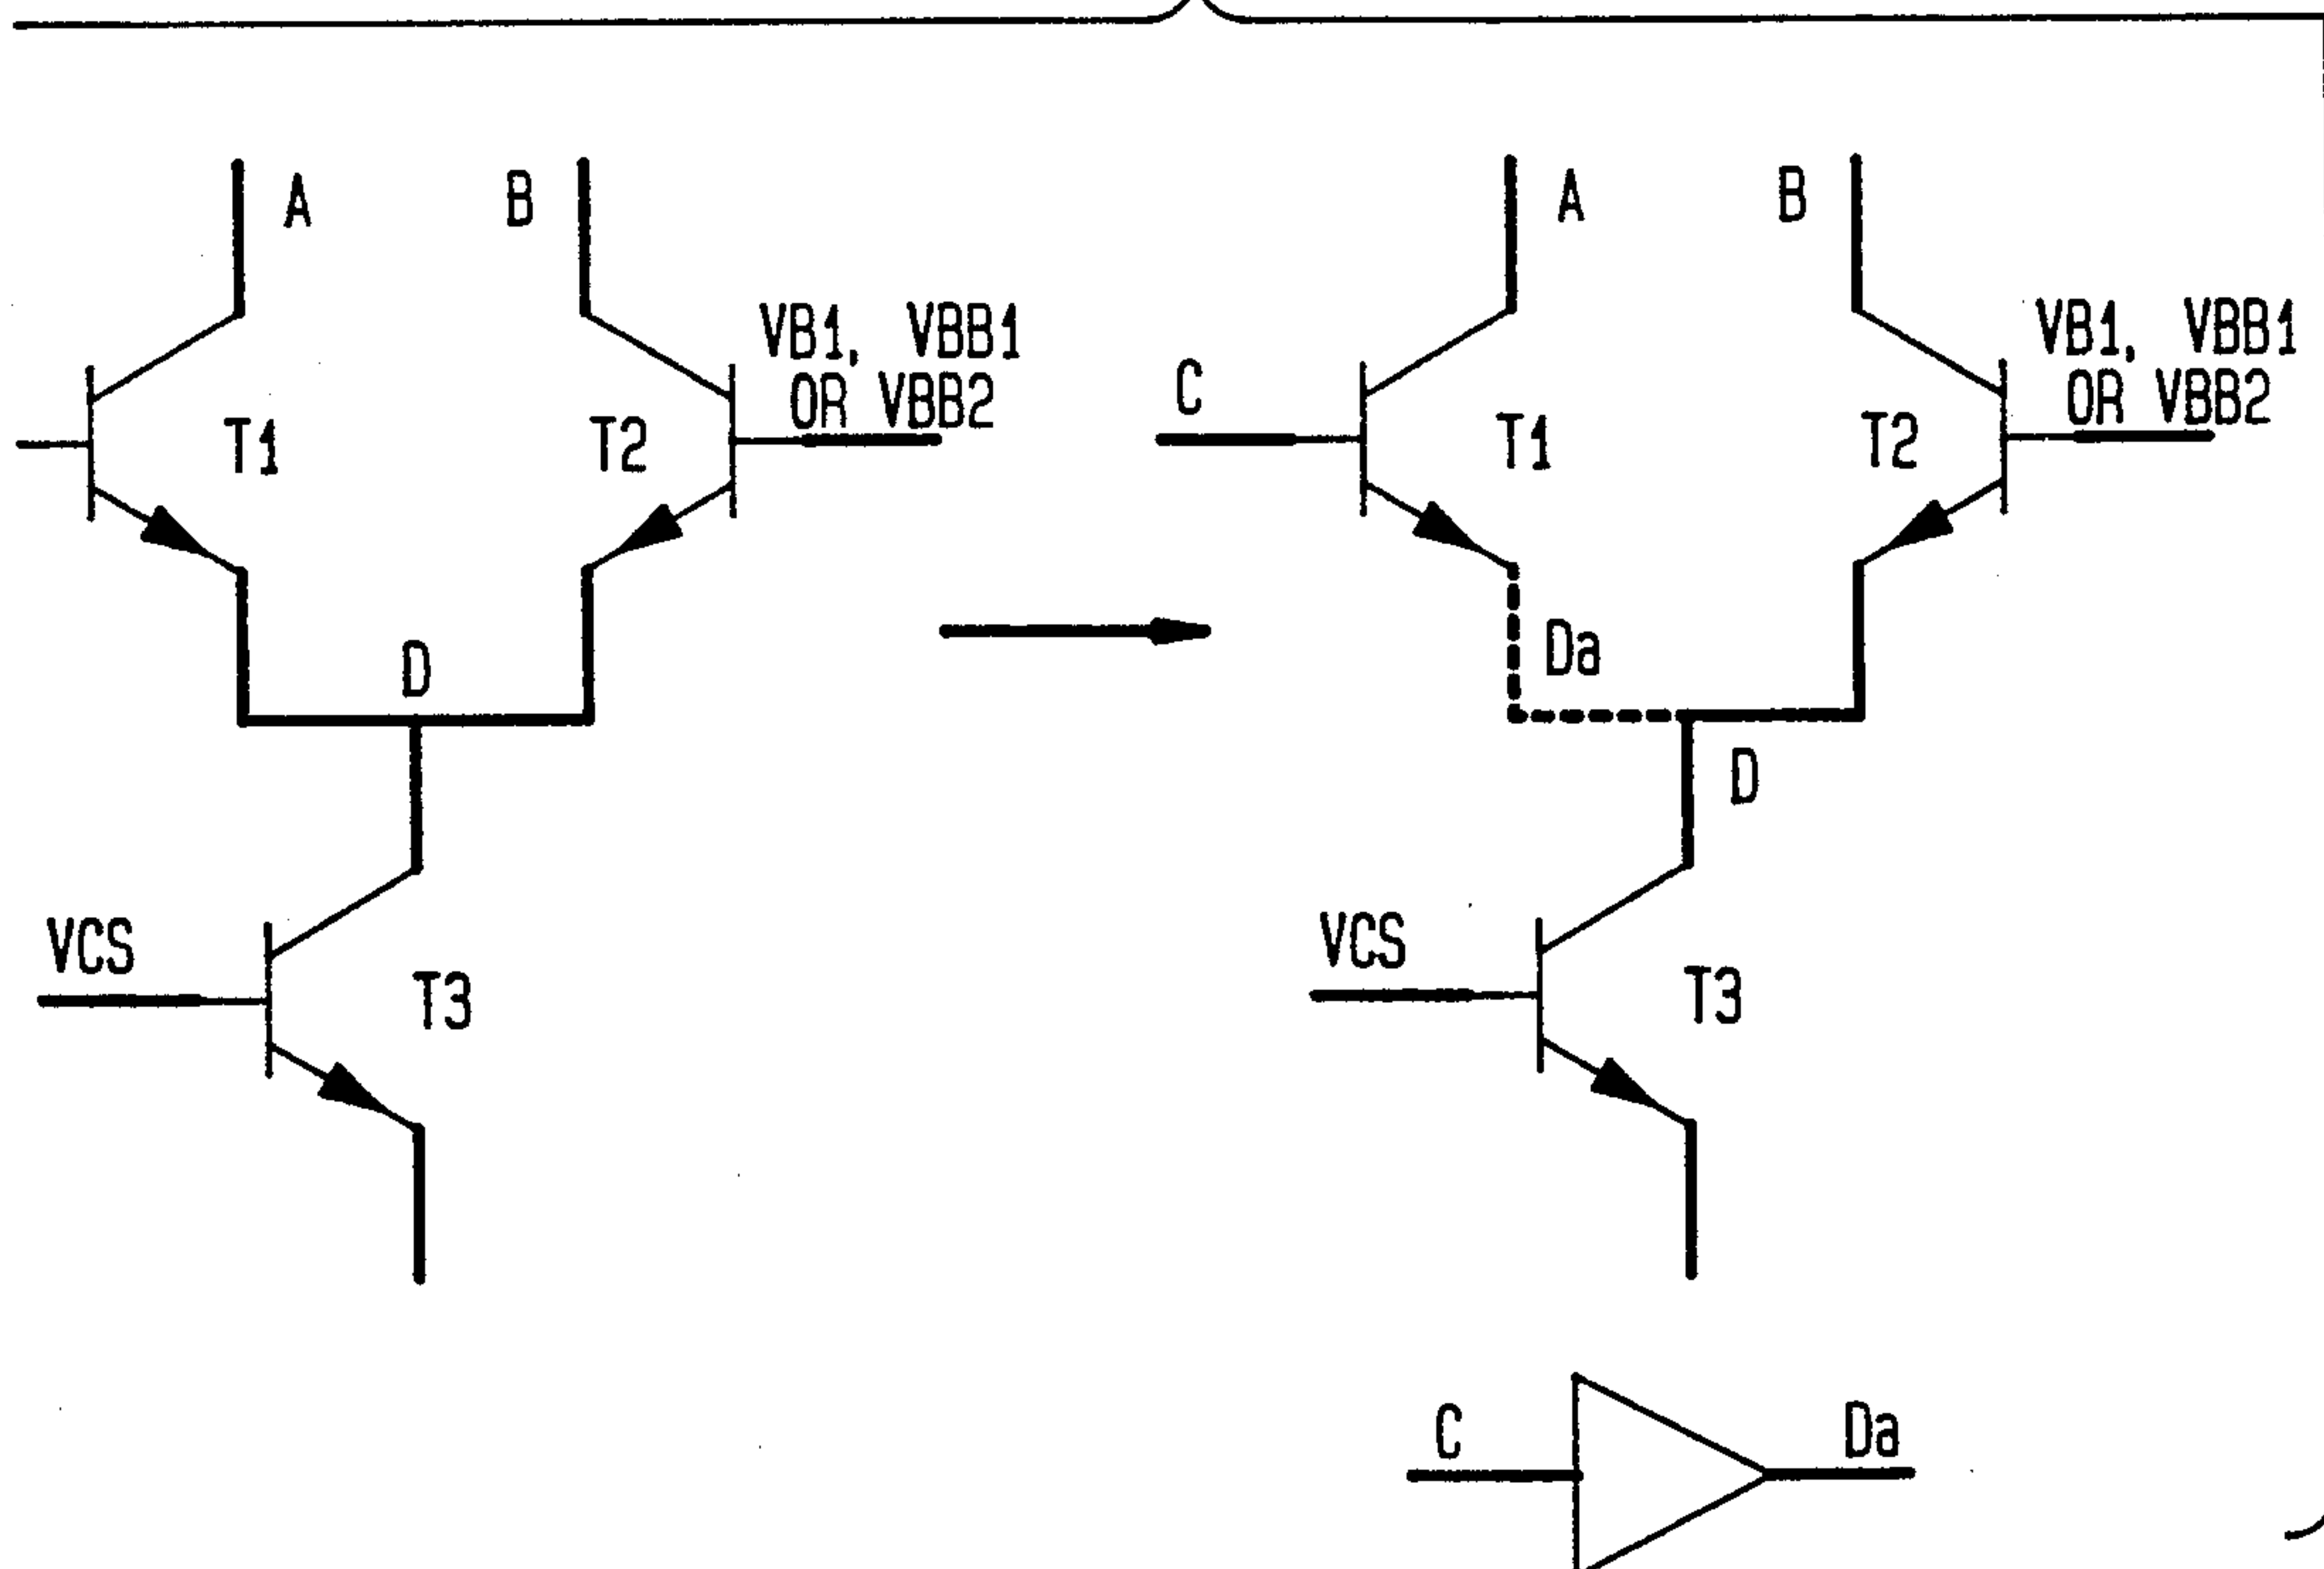 A
B
VB1, VBB1
OR VBB2
T1
T2
D
VCS
T3
A
B
VB1, VBB1
OR VBB2
C
T1
T2
Da
D
VCS
T3
C
Da